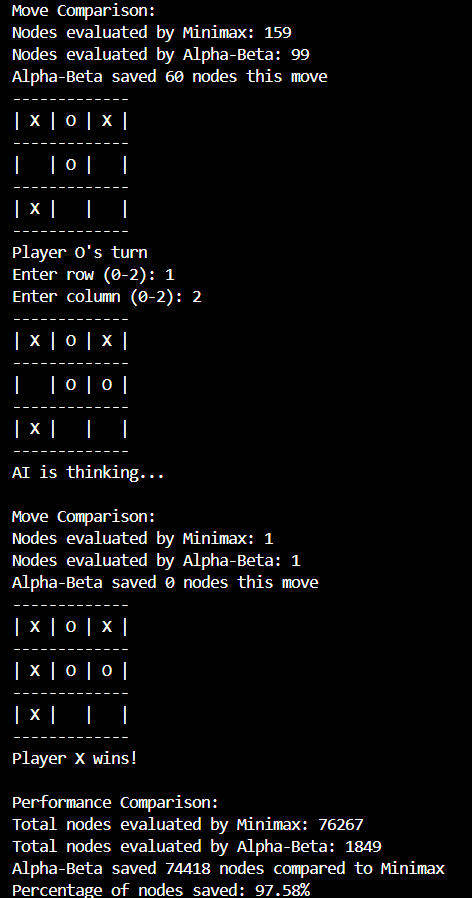 Move Comparison:
Nodes evaluated by Minimax: 159
Nodes evaluated by Alpha-Beta: 99
Alpha-Beta saved 60 nodes this move
-------------
| X | O | X |
-------------
|   | O |   |
-------------
| X |   |   |
-------------
Player O's turn
Enter row (0-2): 1
Enter column (0-2): 2
-------------
| X | O | X |
-------------
|   | O | O |
-------------
| X |   |   |
-------------
AI is thinking...
Move Comparison:
Nodes evaluated by Minimax: 1
Nodes evaluated by Alpha-Beta: 1
Alpha-Beta saved 0 nodes this move
-------------
| X | O | X |
-------------
| X | O | O |
-------------
| X |   |   |
-------------
Player X wins!
Performance Comparison:
Total nodes evaluated by Minimax: 76267
Total nodes evaluated by Alpha-Beta: 1849
Alpha-Beta saved 74418 nodes compared to Minimax
Percentage of nodes saved: 97.58%